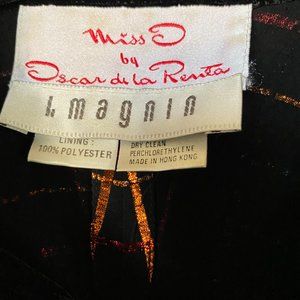 Miss O
by
Oscar de la Renta
I. magnin
LINING:
100% POLYESTER
DRY CLEAN
PERCHLORETHYLENE
MADE IN HONG KONG